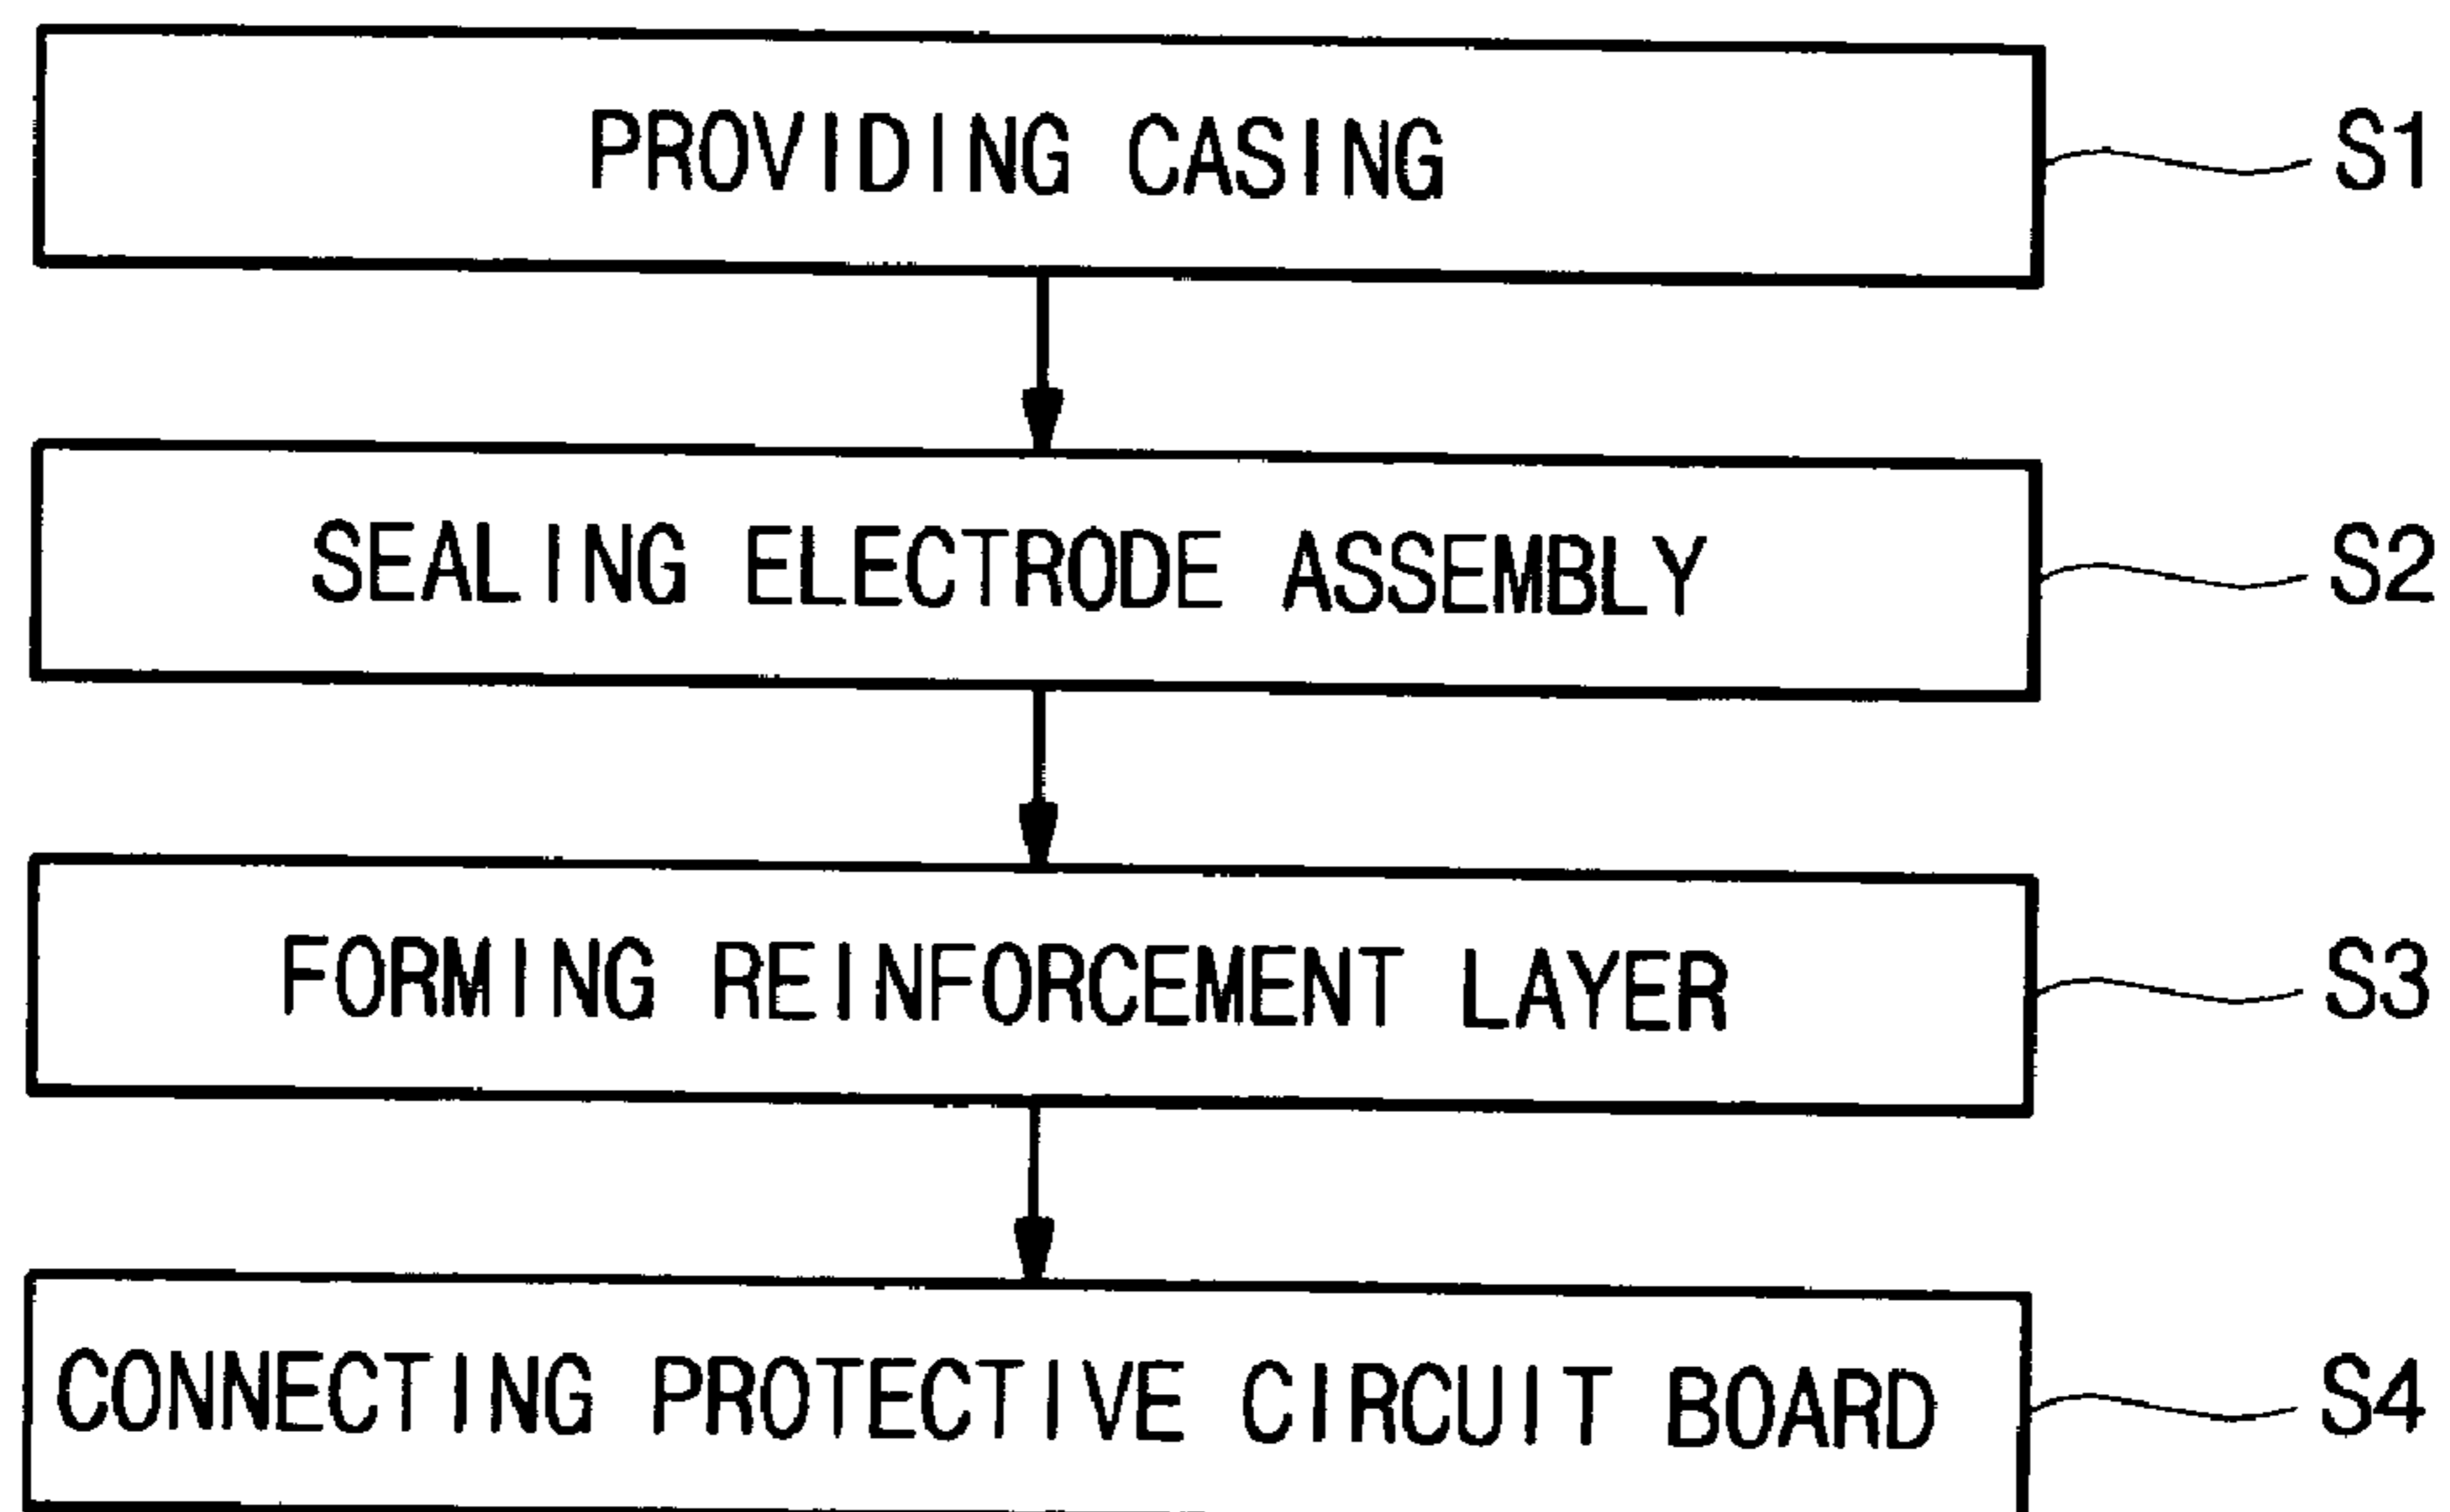 PROVIDING CASING S1
SEALING ELECTRODE ASSEMBLY S2
FORMING REINFORCEMENT LAYER S3
CONNECTING PROTECTIVE CIRCUIT BOARD S4